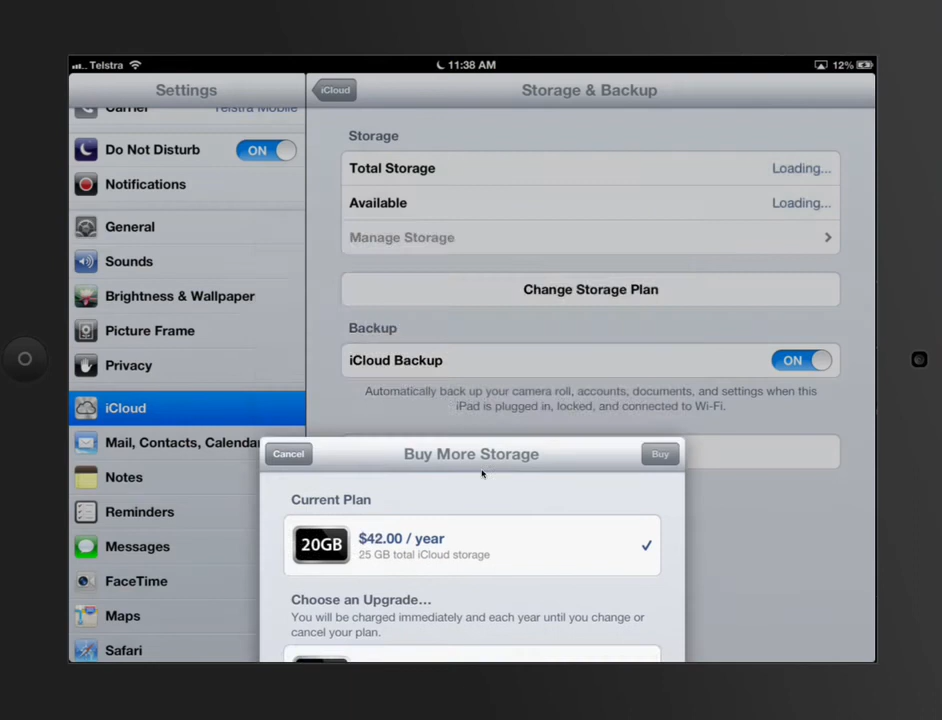 Telstra
11:38 AM
12%
Settings
iCloud
Storage & Backup
Carrier
Telstra Mobile
Do Not Disturb
ON
Notifications
General
Sounds
Brightness & Wallpaper
Picture Frame
Privacy
iCloud
Mail, Contacts, Calendar
Notes
Reminders
Messages
FaceTime
Maps
Safari
Storage
Total Storage
Loading...
Available
Loading...
Manage Storage
Change Storage Plan
Backup
iCloud Backup
ON
Automatically back up your camera roll, accounts, documents, and settings when this
iPad is plugged in, locked, and connected to Wi-Fi.
Cancel
Buy More Storage
Buy
Current Plan
20GB
$42.00 / year
25 GB total iCloud storage
Choose an Upgrade...
You will be charged immediately and each year until you change or
cancel your plan.